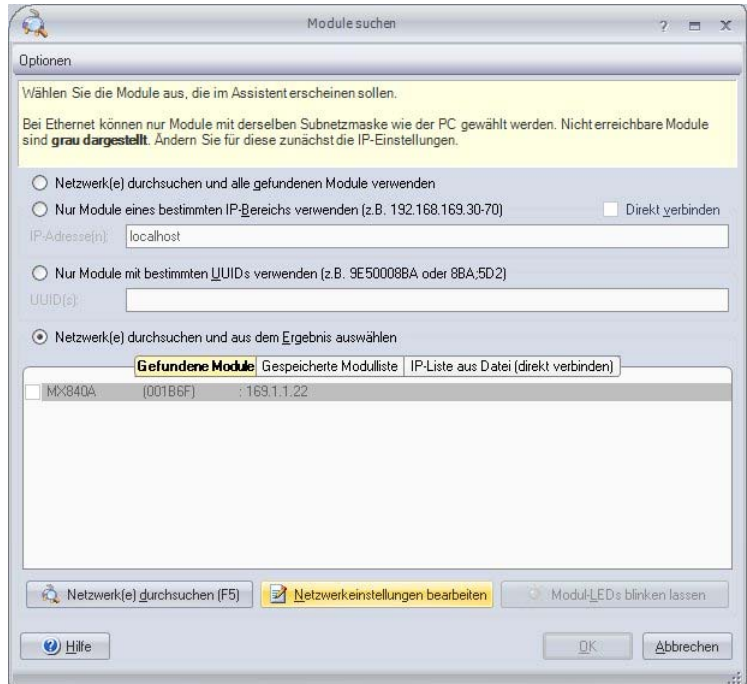 Module suchen
Optionen
Wählen Sie die Module aus, die im Assistent erscheinen sollen.
Bei Ethernet können nur Module mit derselben Subnetzmaske wie der PC gewählt werden. Nicht erreichbare Module
sind grau dargestellt. Ändern Sie für diese zunächst die IP-Einstellungen.
Netzwerk(e) durchsuchen und alle gefundenen Module verwenden
Nur Module eines bestimmten IP-Bereichs verwenden (z.B. 192.168.169.30-70) Direkt verbinden
IP-Adresse(n): localhost
Nur Module mit bestimmten UUIDs verwenden (z.B. 9E50008BA oder 8BA;5D2)
UUID(s):
Netzwerk(e) durchsuchen und aus dem Ergebnis auswählen
Gefundene Module Gespeicherte Modulliste IP-Liste aus Datei (direkt verbinden)
MX840A (001B6F) : 169.1.1.22
Netzwerk(e) durchsuchen (F5) Netzwerkeinstellungen bearbeiten Modul-LEDs blinken lassen
Hilfe OK Abbrechen